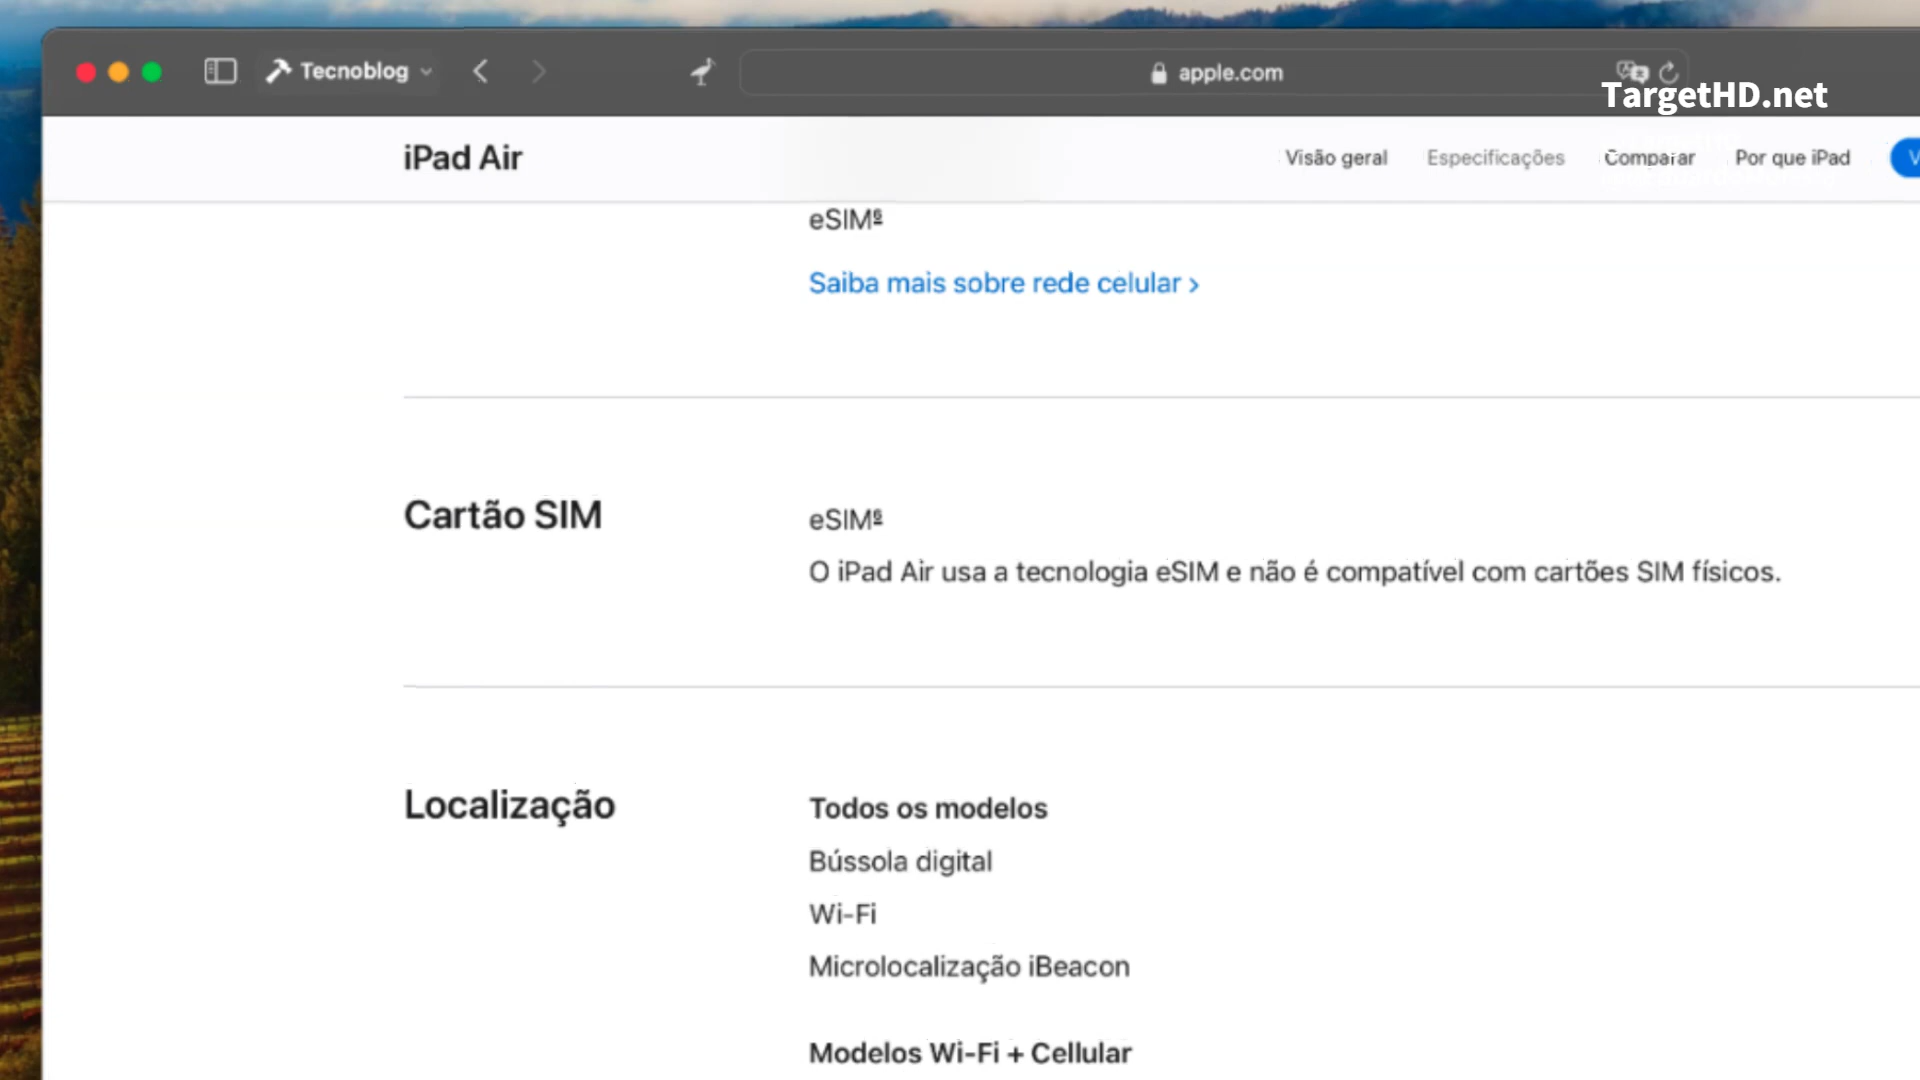 Tecnoblog
apple.com
TargetHD.net
iPad Air
Visão geral
Especificações
Comparar
Por que iPad
eSIM⁶
Saiba mais sobre rede celular >
Cartão SIM
eSIM⁶
O iPad Air usa a tecnologia eSIM e não é compatível com cartões SIM físicos.
Localização
Todos os modelos
Bússola digital
Wi-Fi
Microlocalização iBeacon
Modelos Wi-Fi + Cellular